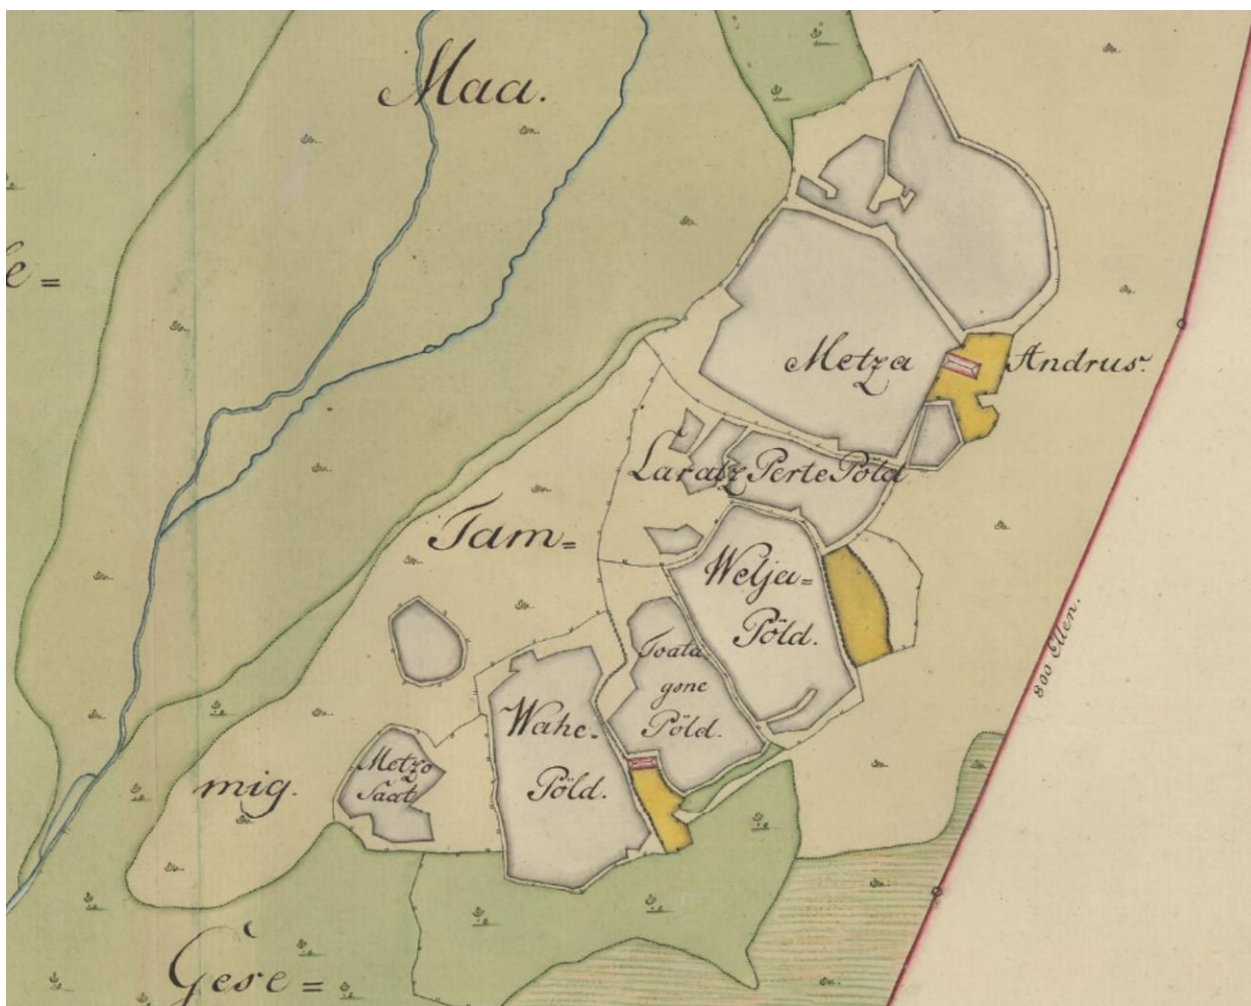 Maa.
Metza
Andrus.
Laratz
Perte Pöld
Tam=
Welja=
Pöld.
Toata
gone
Pöld.
Wahe-
Pöld.
Metzo
Saat
mig.
800 Ellen.
Gese=